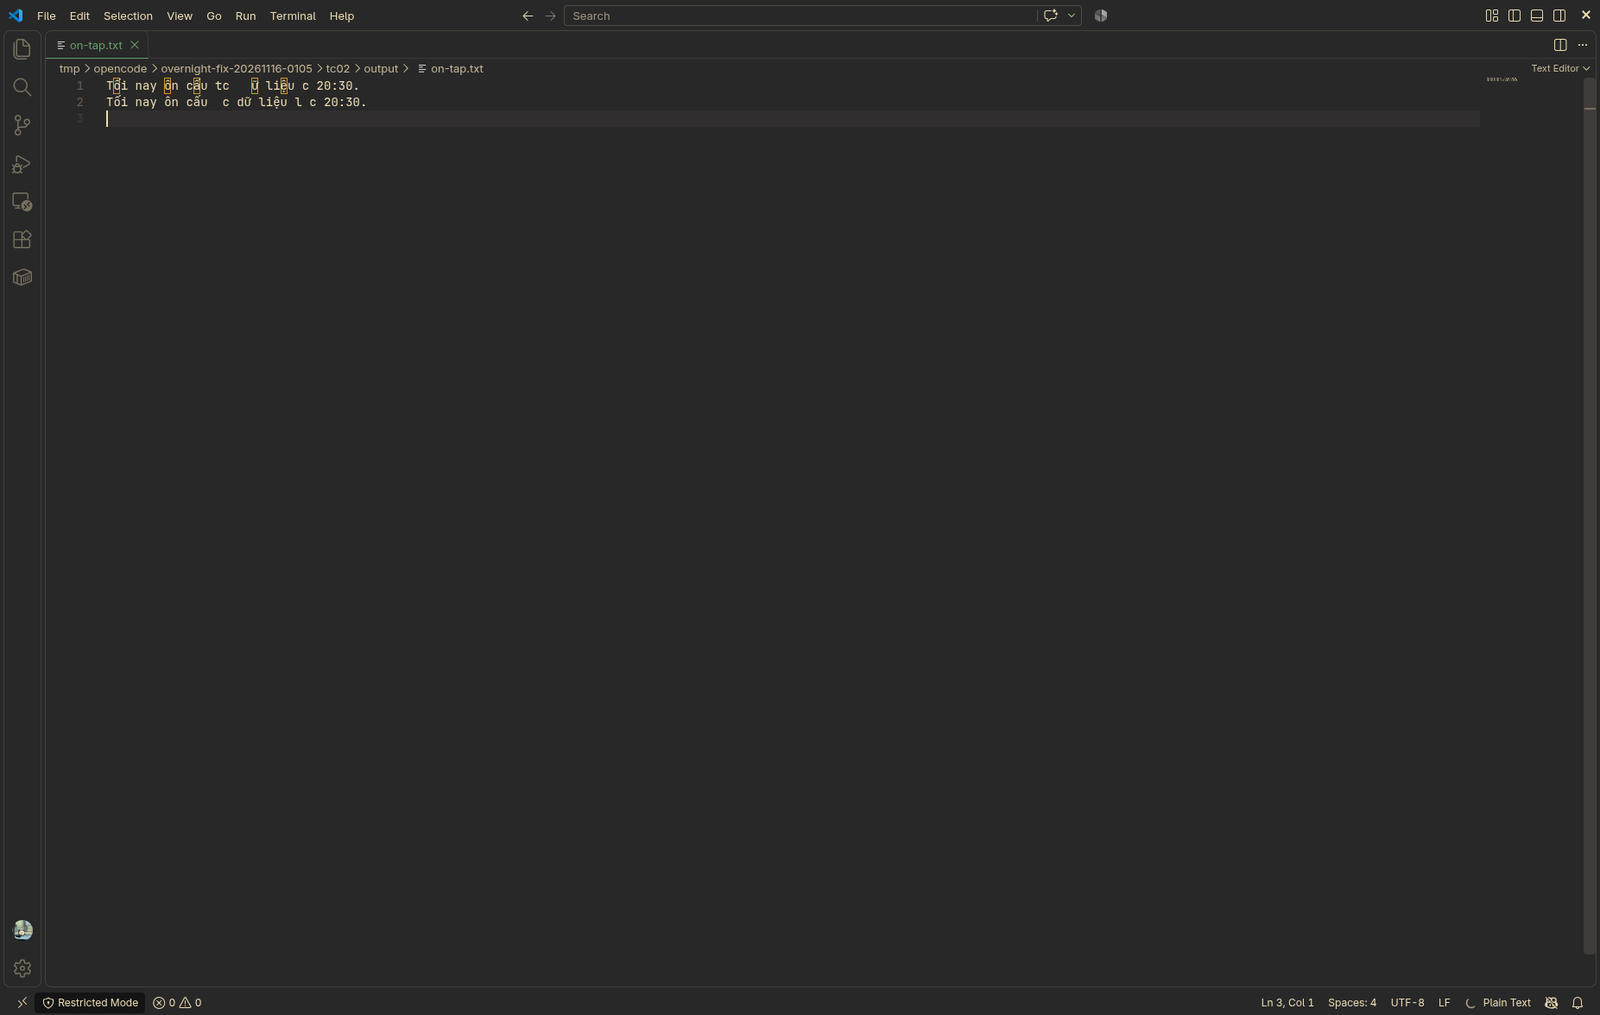 File Edit Selection View Go Run Terminal Help
Search
on-tap.txt
tmp > opencode > overnight-fix-20261116-0105 > tc02 > output > on-tap.txt
Text Editor
1 Tối nay ôn cấu tc   ữ liệu c 20:30.
2 Tối nay ôn cấu  c dữ liệu l c 20:30.
3
Restricted Mode 0 0
Ln 3, Col 1 Spaces: 4 UTF-8 LF Plain Text